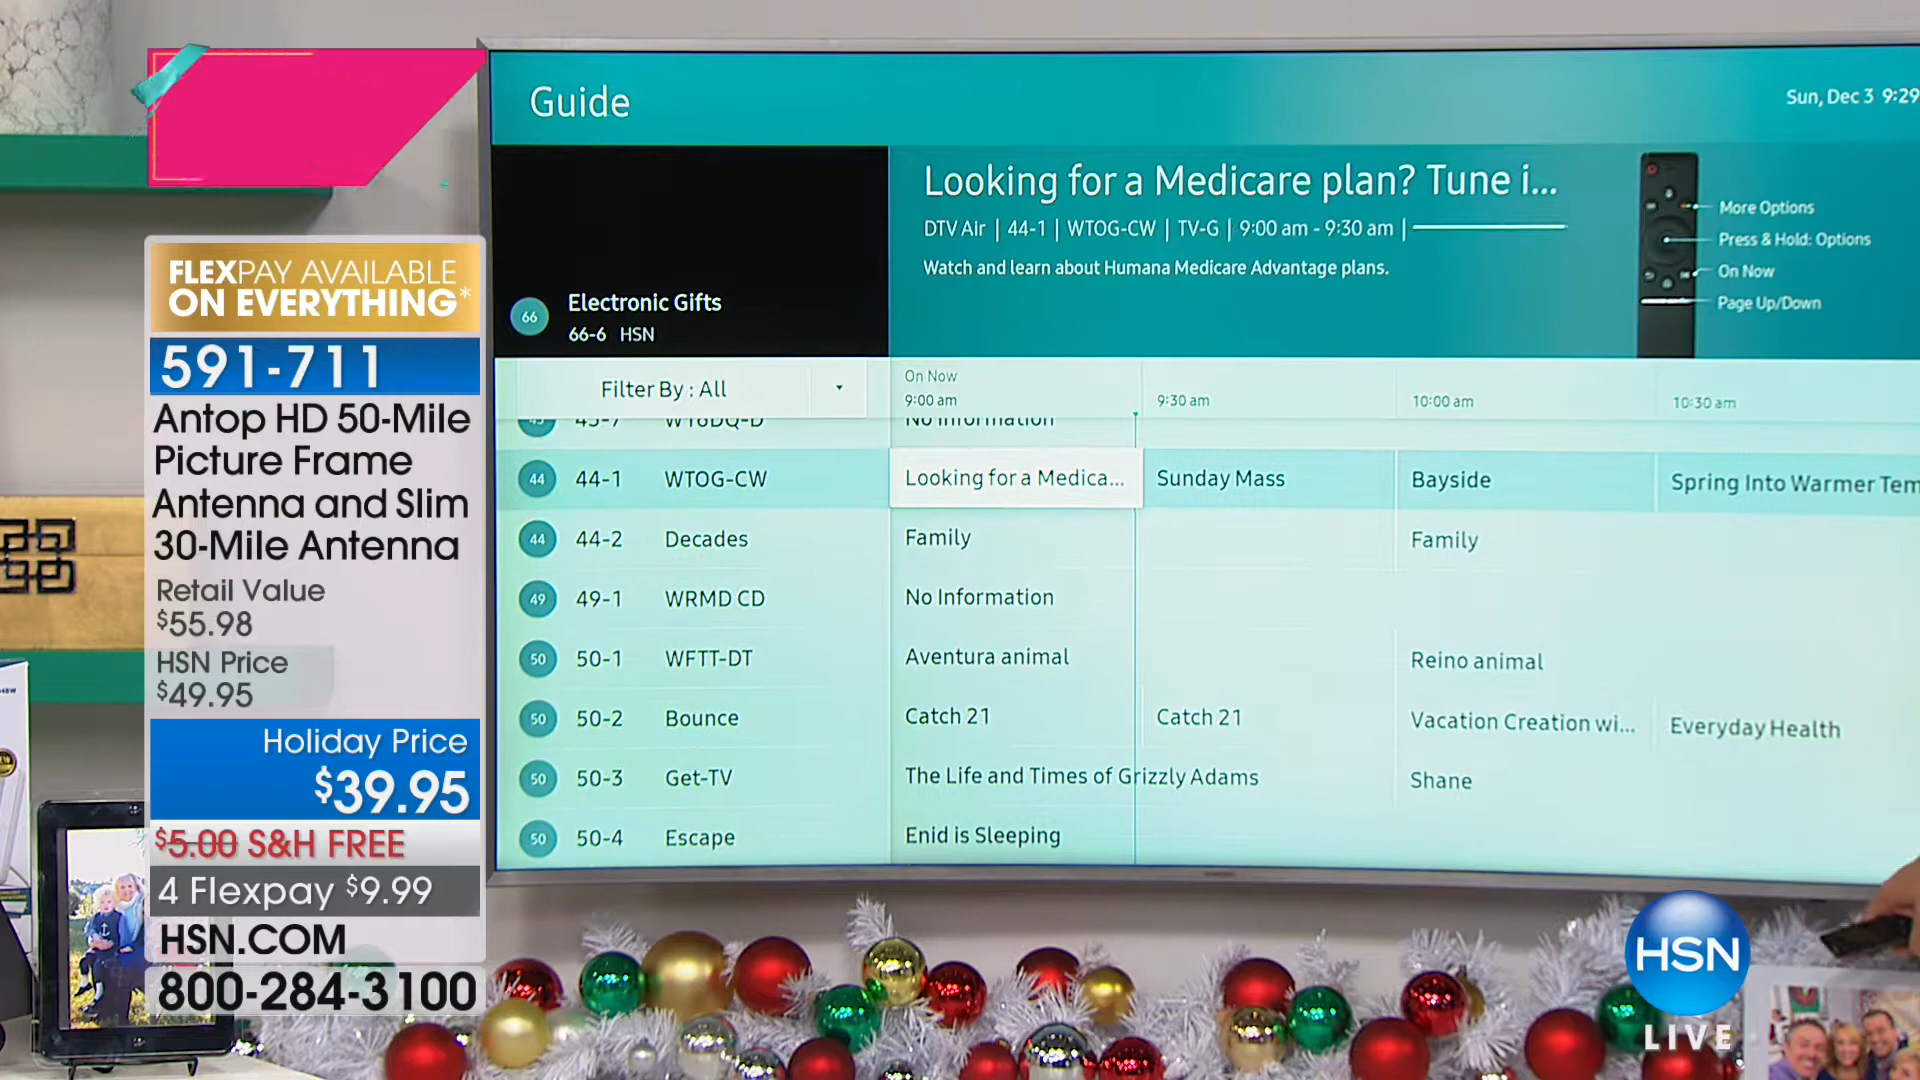 FLEXPAY AVAILABLE
ON EVERYTHING*
591-711
Antop HD 50-Mile
Picture Frame
Antenna and Slim
30-Mile Antenna
Retail Value
$55.98
HSN Price
$49.95
Holiday Price
$39.95
$5.00 S&H FREE
4 Flexpay $9.99
HSN.COM
800-284-3100
Guide
Sun, Dec 3 9:29
Looking for a Medicare plan? Tune i...
DTV Air | 44-1 | WTOG-CW | TV-G | 9:00 am - 9:30 am |
Watch and learn about Humana Medicare Advantage plans.
More Options
Press & Hold: Options
On Now
Page Up/Down
66 Electronic Gifts
66-6 HSN
Filter By : All
On Now
9:00 am 9:30 am 10:00 am 10:30 am
No Information
44 44-1 WTOG-CW Looking for a Medica... Sunday Mass Bayside Spring Into Warmer Tem
44 44-2 Decades Family Family
49 49-1 WRMD CD No Information
50 50-1 WFTT-DT Aventura animal Reino animal
50 50-2 Bounce Catch 21 Catch 21 Vacation Creation wi... Everyday Health
50 50-3 Get-TV The Life and Times of Grizzly Adams Shane
50 50-4 Escape Enid is Sleeping
HSN
LIVE